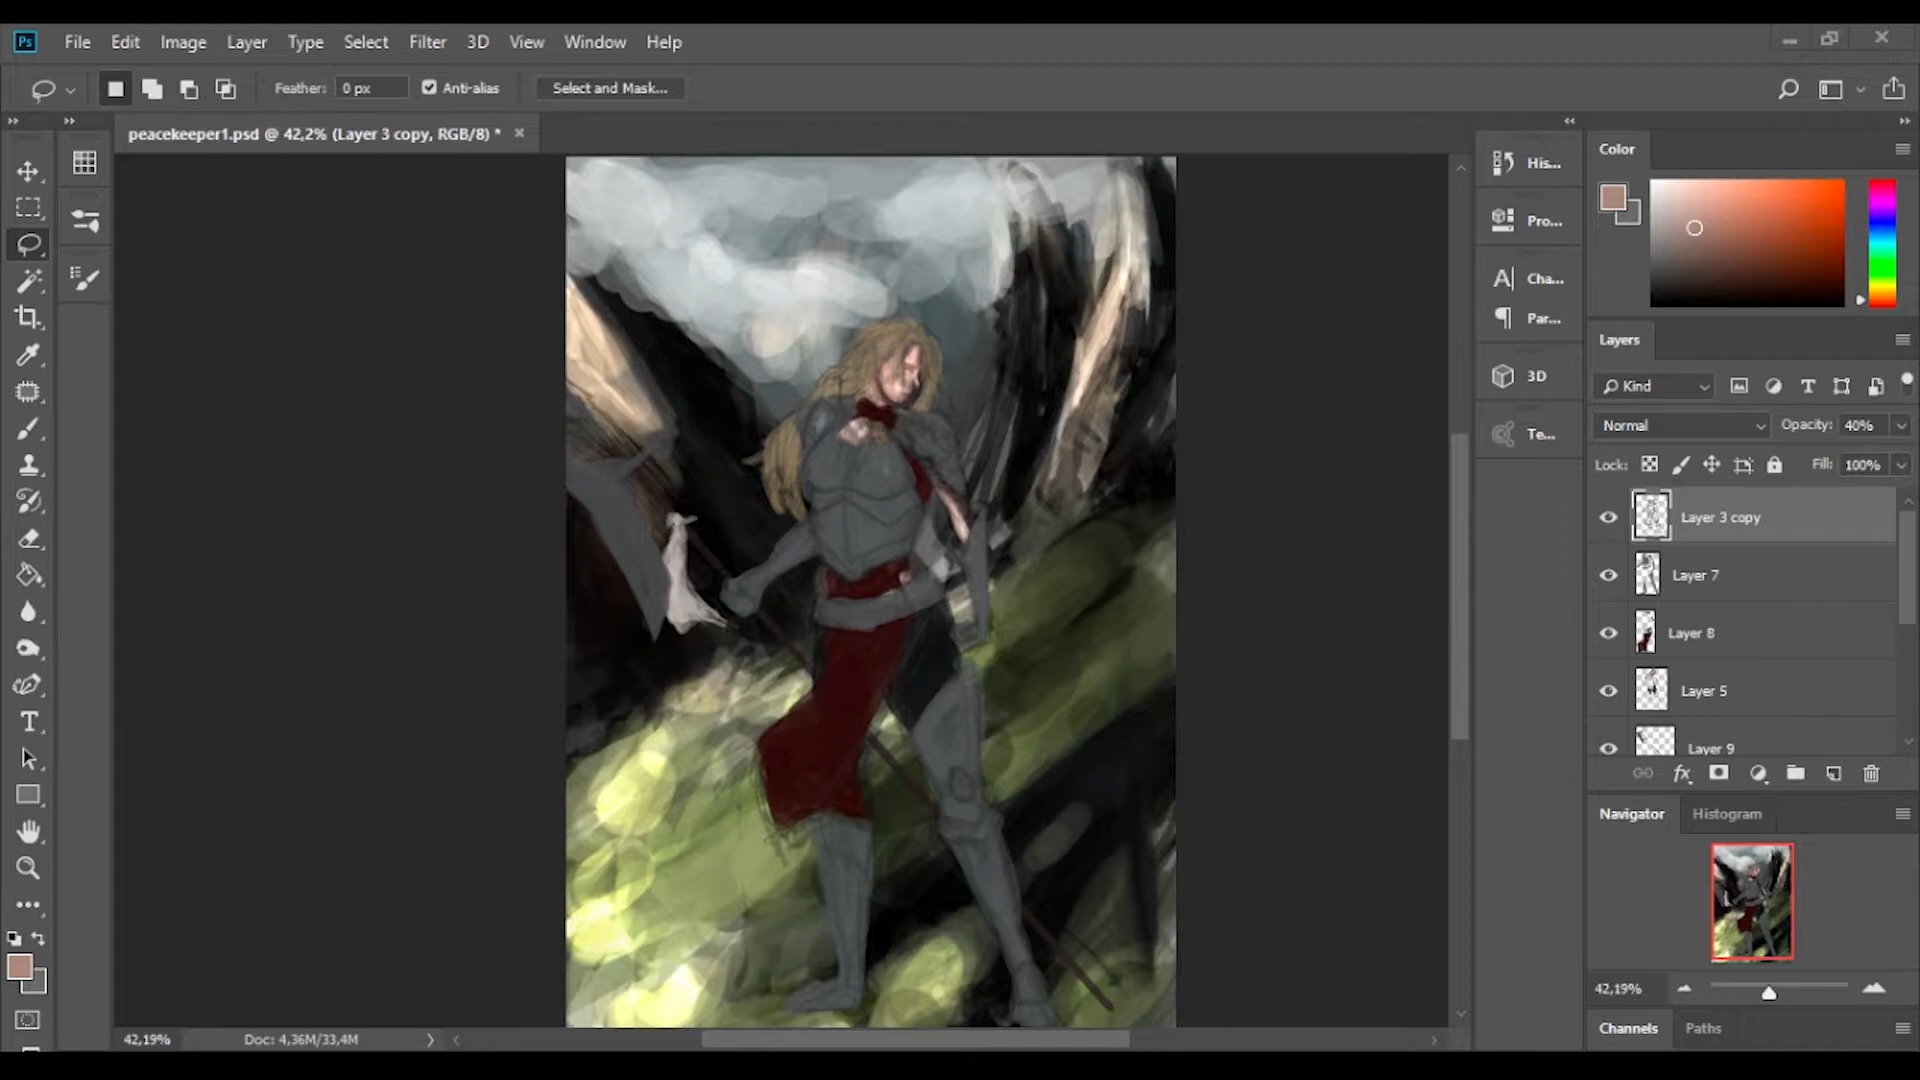 Ps File Edit Image Layer Type Select Filter 3D View Window Help
Feather: 0 px Anti-alias Select and Mask...
peacekeeper1.psd @ 42,2% (Layer 3 copy, RGB/8) *
His...
Pro...
Cha...
Par...
3D
Te...
Color
Layers
Kind
Normal Opacity: 40%
Lock: Fill: 100%
Layer 3 copy
Layer 7
Layer 8
Layer 5
Layer 9
fx
Navigator Histogram
42,19%
Channels Paths
42,19% Doc: 4,36M/33,4M